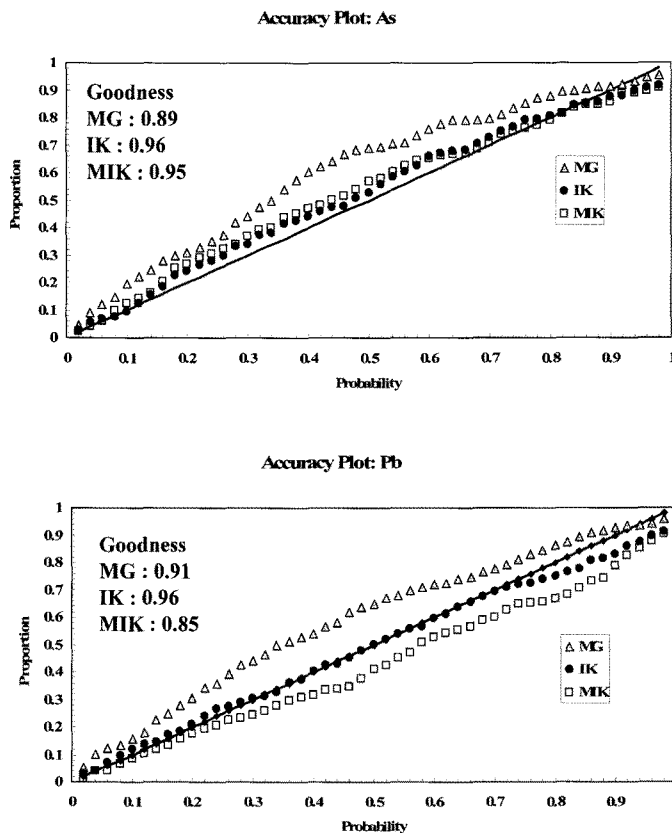 Accuracy Plot: As
1
0.9
0.8
0.7
0.6
0.5
0.4
0.3
0.2
0.1
0
Proportion
Goodness
MG : 0.89
IK : 0.96
MIK : 0.95
MG
IK
MIK
0 0.1 0.2 0.3 0.4 0.5 0.6 0.7 0.8 0.9 1
Probability
Accuracy Plot: Pb
1
0.9
0.8
0.7
0.6
0.5
0.4
0.3
0.2
0.1
0
Proportion
Goodness
MG : 0.91
IK : 0.96
MIK : 0.85
MG
IK
MIK
0 0.1 0.2 0.3 0.4 0.5 0.6 0.7 0.8 0.9
Probability